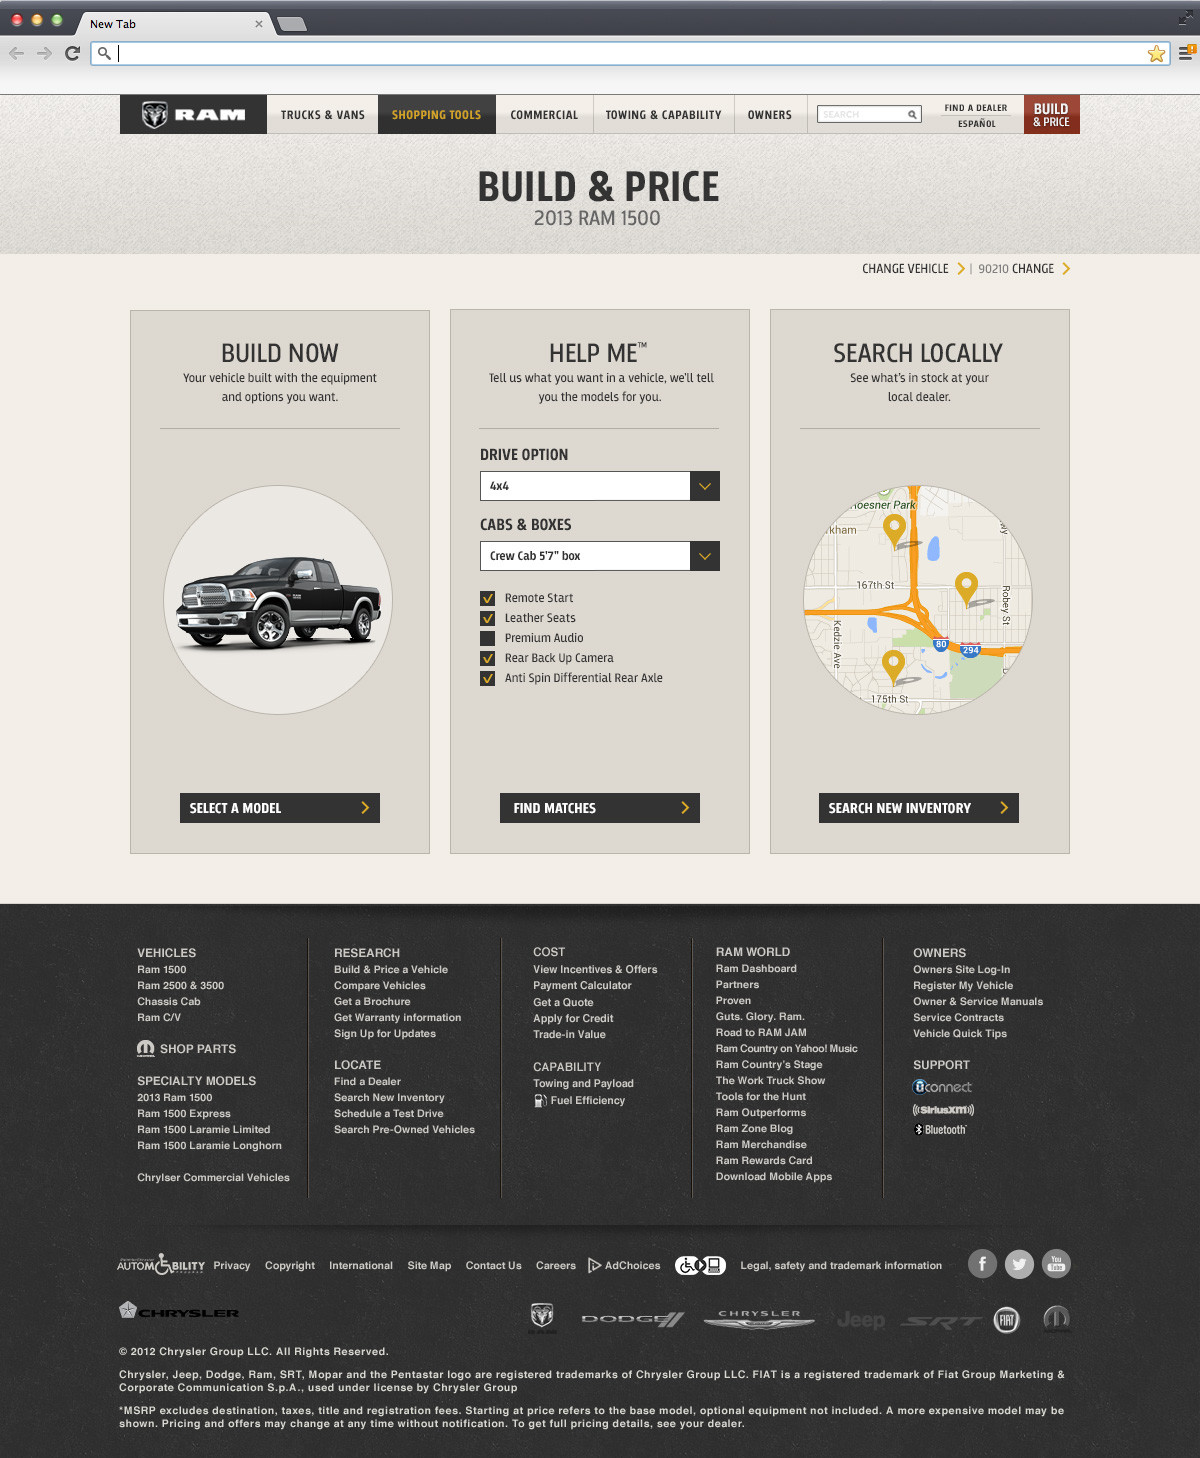 New Tab
RAM
TRUCKS & VANS
SHOPPING TOOLS
COMMERCIAL
TOWING & CAPABILITY
OWNERS
SEARCH
FIND A DEALER
ESPAÑOL
BUILD
& PRICE
BUILD & PRICE
2013 RAM 1500
CHANGE VEHICLE | 90210 CHANGE
BUILD NOW
Your vehicle built with the equipment
and options you want.
SELECT A MODEL
HELP ME™
Tell us what you want in a vehicle, we'll tell
you the models for you.
DRIVE OPTION
4x4
CABS & BOXES
Crew Cab 5'7" box
Remote Start
Leather Seats
Premium Audio
Rear Back Up Camera
Anti Spin Differential Rear Axle
FIND MATCHES
SEARCH LOCALLY
See what's in stock at your
local dealer.
hoesner Park
rkham
wy
167th St
Robey St
Kedzie Ave
80
294
175th St
SEARCH NEW INVENTORY
VEHICLES
Ram 1500
Ram 2500 & 3500
Chassis Cab
Ram C/V
SHOP PARTS
SPECIALTY MODELS
2013 Ram 1500
Ram 1500 Express
Ram 1500 Laramie Limited
Ram 1500 Laramie Longhorn
Chrylser Commercial Vehicles
RESEARCH
Build & Price a Vehicle
Compare Vehicles
Get a Brochure
Get Warranty information
Sign Up for Updates
LOCATE
Find a Dealer
Search New Inventory
Schedule a Test Drive
Search Pre-Owned Vehicles
COST
View Incentives & Offers
Payment Calculator
Get a Quote
Apply for Credit
Trade-in Value
CAPABILITY
Towing and Payload
Fuel Efficiency
RAM WORLD
Ram Dashboard
Partners
Proven
Guts. Glory. Ram.
Road to RAM JAM
Ram Country on Yahoo! Music
Ram Country's Stage
The Work Truck Show
Tools for the Hunt
Ram Outperforms
Ram Zone Blog
Ram Merchandise
Ram Rewards Card
Download Mobile Apps
OWNERS
Owners Site Log-In
Register My Vehicle
Owner & Service Manuals
Service Contracts
Vehicle Quick Tips
SUPPORT
Uconnect
SiriusXM
Bluetooth
AUTOMOBILITY
Privacy
Copyright
International
Site Map
Contact Us
Careers
AdChoices
Legal, safety and trademark information
f
You
Tube
CHRYSLER
DODGE
CHRYSLER
Jeep
SRT
FIAT
© 2012 Chrysler Group LLC. All Rights Reserved.
Chrysler, Jeep, Dodge, Ram, SRT, Mopar and the Pentastar logo are registered trademarks of Chrysler Group LLC. FIAT is a registered trademark of Fiat Group Marketing &
Corporate Communication S.p.A., used under license by Chrysler Group
*MSRP excludes destination, taxes, title and registration fees. Starting at price refers to the base model, optional equipment not included. A more expensive model may be
shown. Pricing and offers may change at any time without notification. To get full pricing details, see your dealer.